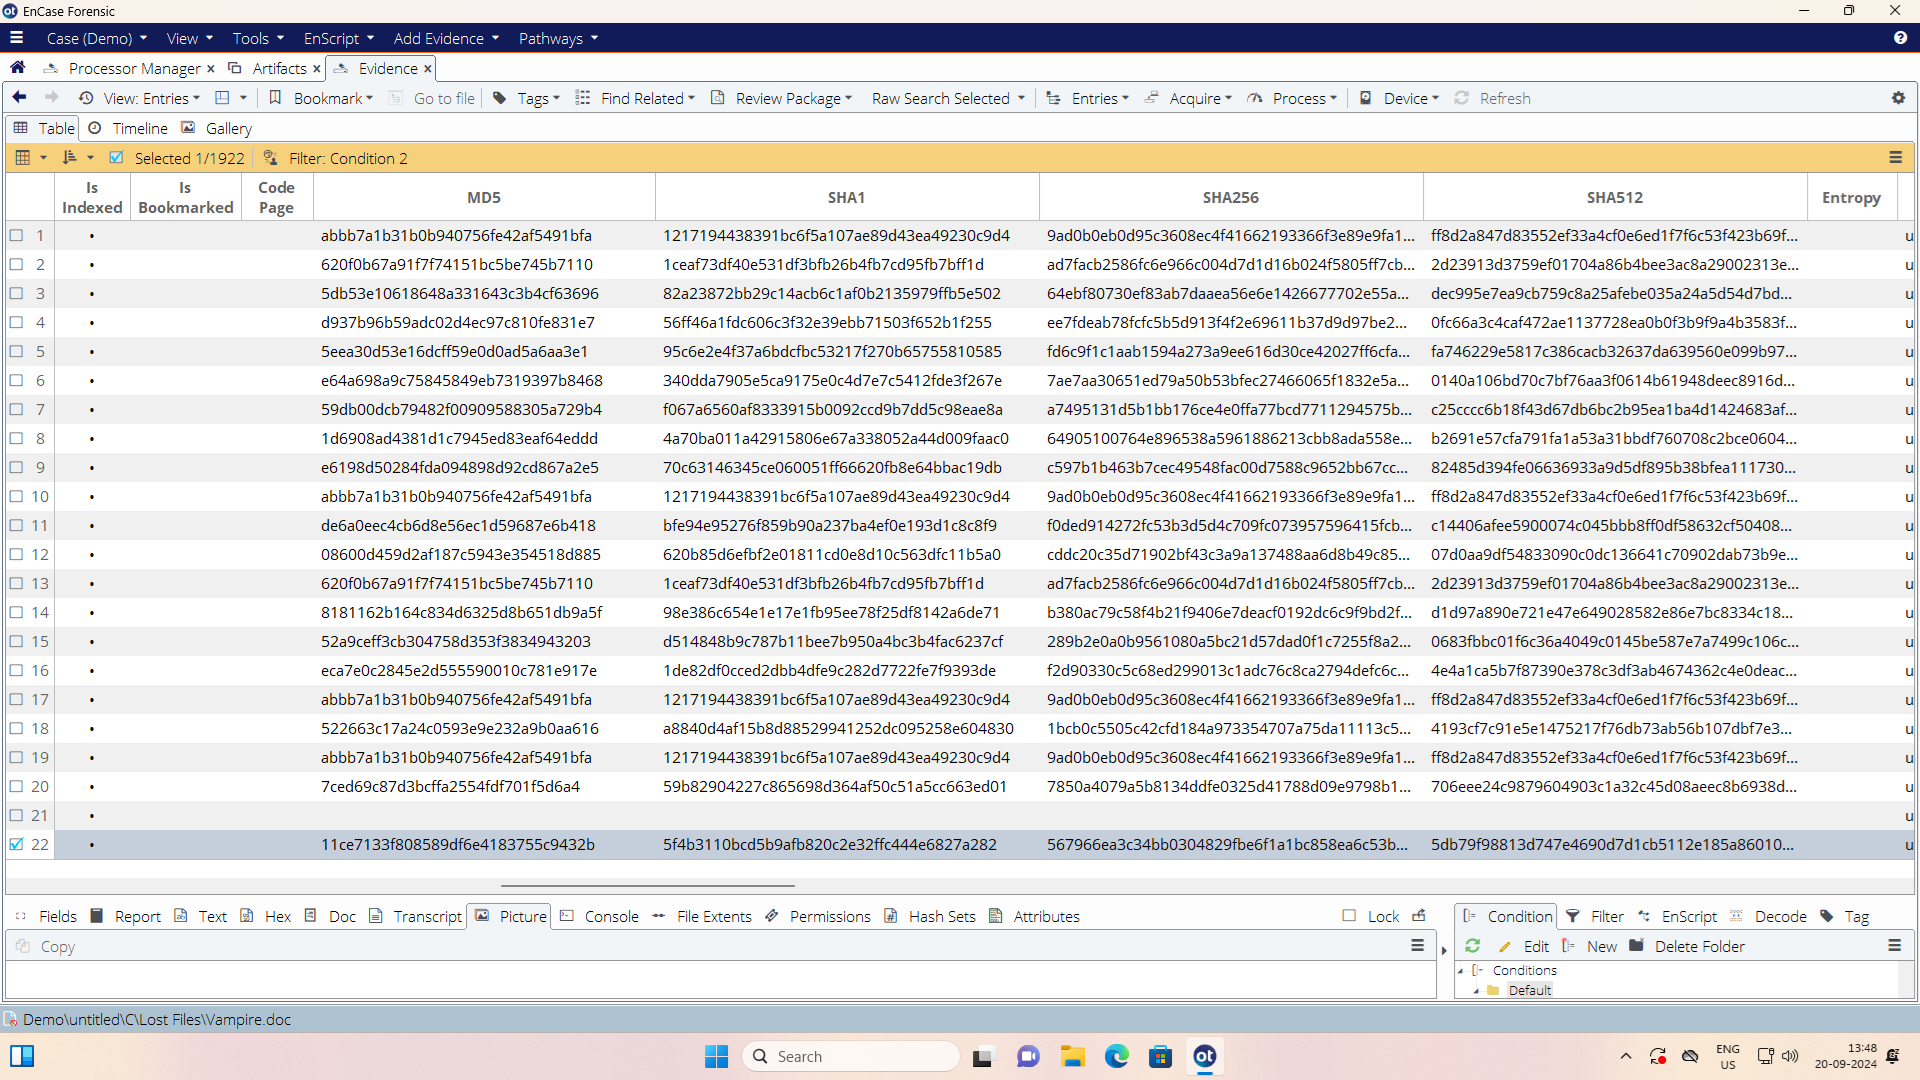 EnCase Forensic
Case (Demo) View Tools EnScript Add Evidence Pathways
Processor Manager Artifacts Evidence
View: Entries Bookmark Go to file Tags Find Related Review Package Raw Search Selected Entries Acquire Process Device Refresh
Table Timeline Gallery
Selected 1/1922 Filter: Condition 2
Is Indexed Is Bookmarked Code Page MD5 SHA1 SHA256 SHA512 Entropy
1 abbb7a1b31b0b940756fe42af5491bfa 1217194438391bc6f5a107ae89d43ea49230c9d4 9ad0b0eb0d95c3608ec4f41662193366f3e89e9fa1... ff8d2a847d83552ef33a4cf0e6ed1f7f6c53f423b69f... u
2 620f0b67a91f7f74151bc5be745b7110 1ceaf73df40e531df3bfb26b4fb7cd95fb7bff1d ad7facb2586fc6e966c004d7d1d16b024f5805ff7cb... 2d23913d3759ef01704a86b4bee3ac8a29002313e... u
3 5db53e10618648a331643c3b4cf63696 82a23872bb29c14acb6c1af0b2135979ffb5e502 64ebf80730ef83ab7daaea56e6e1426677702e55a... dec995e7ea9cb759c8a25afebe035a24a5d54d7bd... u
4 d937b96b59adc02d4ec97c810fe831e7 56ff46a1fdc606c3f32e39ebb71503f652b1f255 ee7fdeab78fcfc5b5d913f4f2e69611b37d9d97be2... 0fc66a3c4caf472ae1137728ea0b0f3b9f9a4b3583f... u
5 5eea30d53e16dcff59e0d0ad5a6aa3e1 95c6e2e4f37a6bdcfbc53217f270b65755810585 fd6c9f1c1aab1594a273a9ee616d30ce42027ff6cfa... fa746229e5817c386cacb32637da639560e099b97... u
6 e64a698a9c75845849eb7319397b8468 340dda7905e5ca9175e0c4d7e7c5412fde3f267e 7ae7aa30651ed79a50b53bfec27466065f1832e5a... 0140a106bd70c7bf76aa3f0614b61948deec8916d... u
7 59db00dcb79482f00909588305a729b4 f067a6560af8333915b0092ccd9b7dd5c98eae8a a7495131d5b1bb176ce4e0ffa77bcd7711294575b... c25cccc6b18f43d67db6bc2b95ea1ba4d1424683af... u
8 1d6908ad4381d1c7945ed83eaf64eddd 4a70ba011a42915806e67a338052a44d009faac0 64905100764e896538a5961886213cbb8ada558e... b2691e57cfa791fa1a53a31bbdf760708c2bce0604... u
9 e6198d50284fda094898d92cd867a2e5 70c63146345ce060051ff66620fb8e64bbac19db c597b1b463b7cec49548fac00d7588c9652bb67cc... 82485d394fe06636933a9d5df895b38bfea111730... u
10 abbb7a1b31b0b940756fe42af5491bfa 1217194438391bc6f5a107ae89d43ea49230c9d4 9ad0b0eb0d95c3608ec4f41662193366f3e89e9fa1... ff8d2a847d83552ef33a4cf0e6ed1f7f6c53f423b69f... u
11 de6a0eec4cb6d8e56ec1d59687e6b418 bfe94e95276f859b90a237ba4ef0e193d1c8c8f9 f0ded914272fc53b3d5d4c709fc073957596415fcb... c14406afee5900074c045bbb8ff0df58632cf50408... u
12 08600d459d2af187c5943e354518d885 620b85d6efbf2e01811cd0e8d10c563dfc11b5a0 cddc20c35d71902bf43c3a9a137488aa6d8b49c85... 07d0aa9df54833090c0dc136641c70902dab73b9e... u
13 620f0b67a91f7f74151bc5be745b7110 1ceaf73df40e531df3bfb26b4fb7cd95fb7bff1d ad7facb2586fc6e966c004d7d1d16b024f5805ff7cb... 2d23913d3759ef01704a86b4bee3ac8a29002313e... u
14 8181162b164c834d6325d8b651db9a5f 98e386c654e1e17e1fb95ee78f25df8142a6de71 b380ac79c58f4b21f9406e7deacf0192dc6c9f9bd2f... d1d97a890e721e47e649028582e86e7bc8334c18... u
15 52a9ceff3cb304758d353f3834943203 d514848b9c787b11bee7b950a4bc3b4fac6237cf 289b2e0a0b9561080a5bc21d57dad0f1c7255f8a2... 0683fbbc01f6c36a4049c0145be587e7a7499c106c... u
16 eca7e0c2845e2d555590010c781e917e 1de82df0cced2dbb4dfe9c282d7722fe7f9393de f2d90330c5c68ed299013c1adc76c8ca2794defc6c... 4e4a1ca5b7f87390e378c3df3ab4674362c4e0deac... u
17 abbb7a1b31b0b940756fe42af5491bfa 1217194438391bc6f5a107ae89d43ea49230c9d4 9ad0b0eb0d95c3608ec4f41662193366f3e89e9fa1... ff8d2a847d83552ef33a4cf0e6ed1f7f6c53f423b69f... u
18 522663c17a24c0593e9e232a9b0aa616 a8840d4af15b8d88529941252dc095258e604830 1bcb0c5505c42cfd184a973354707a75da11113c5... 4193cf7c91e5e1475217f76db73ab56b107dbf7e3... u
19 abbb7a1b31b0b940756fe42af5491bfa 1217194438391bc6f5a107ae89d43ea49230c9d4 9ad0b0eb0d95c3608ec4f41662193366f3e89e9fa1... ff8d2a847d83552ef33a4cf0e6ed1f7f6c53f423b69f... u
20 7ced69c87d3bcffa2554fdf701f5d6a4 59b82904227c865698d364af50c51a5cc663ed01 7850a4079a5b8134ddfe0325d41788d09e9798b1... 706eee24c9879604903c1a32c45d08aeec8b6938d... u
21 u
22 11ce7133f808589df6e4183755c9432b 5f4b3110bcd5b9afb820c2e32ffc444e6827a282 567966ea3c34bb0304829fbe6f1a1bc858ea6c53b... 5db79f98813d747e4690d7d1cb5112e185a86010... u
Fields Report Text Hex Doc Transcript Picture Console File Extents Permissions Hash Sets Attributes Lock Condition Filter EnScript Decode Tag
Copy Edit New Delete Folder
Conditions
Default
Demo\untitled\C\Lost Files\Vampire.doc
Search
ot
ENG US
13:48
20-09-2024